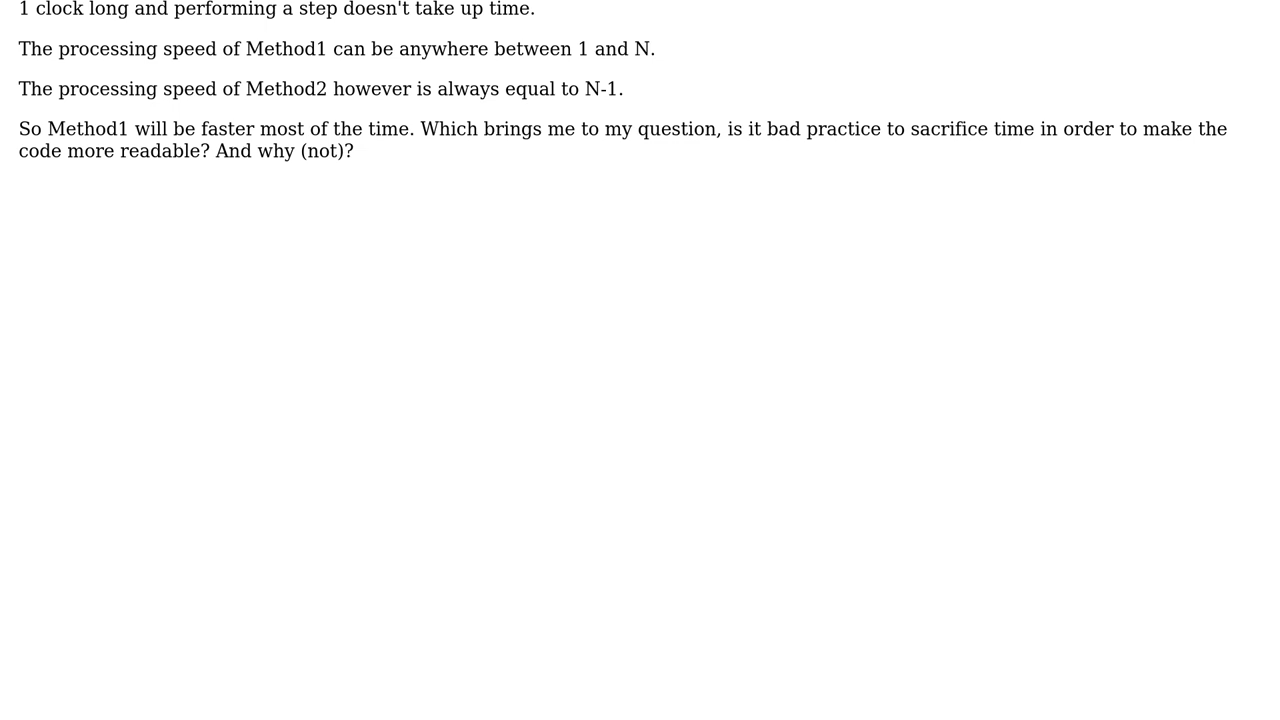 1 clock long and performing a step doesn't take up time.
The processing speed of Method1 can be anywhere between 1 and N.
The processing speed of Method2 however is always equal to N-1.
So Method1 will be faster most of the time. Which brings me to my question, is it bad practice to sacrifice time in order to make the
code more readable? And why (not)?